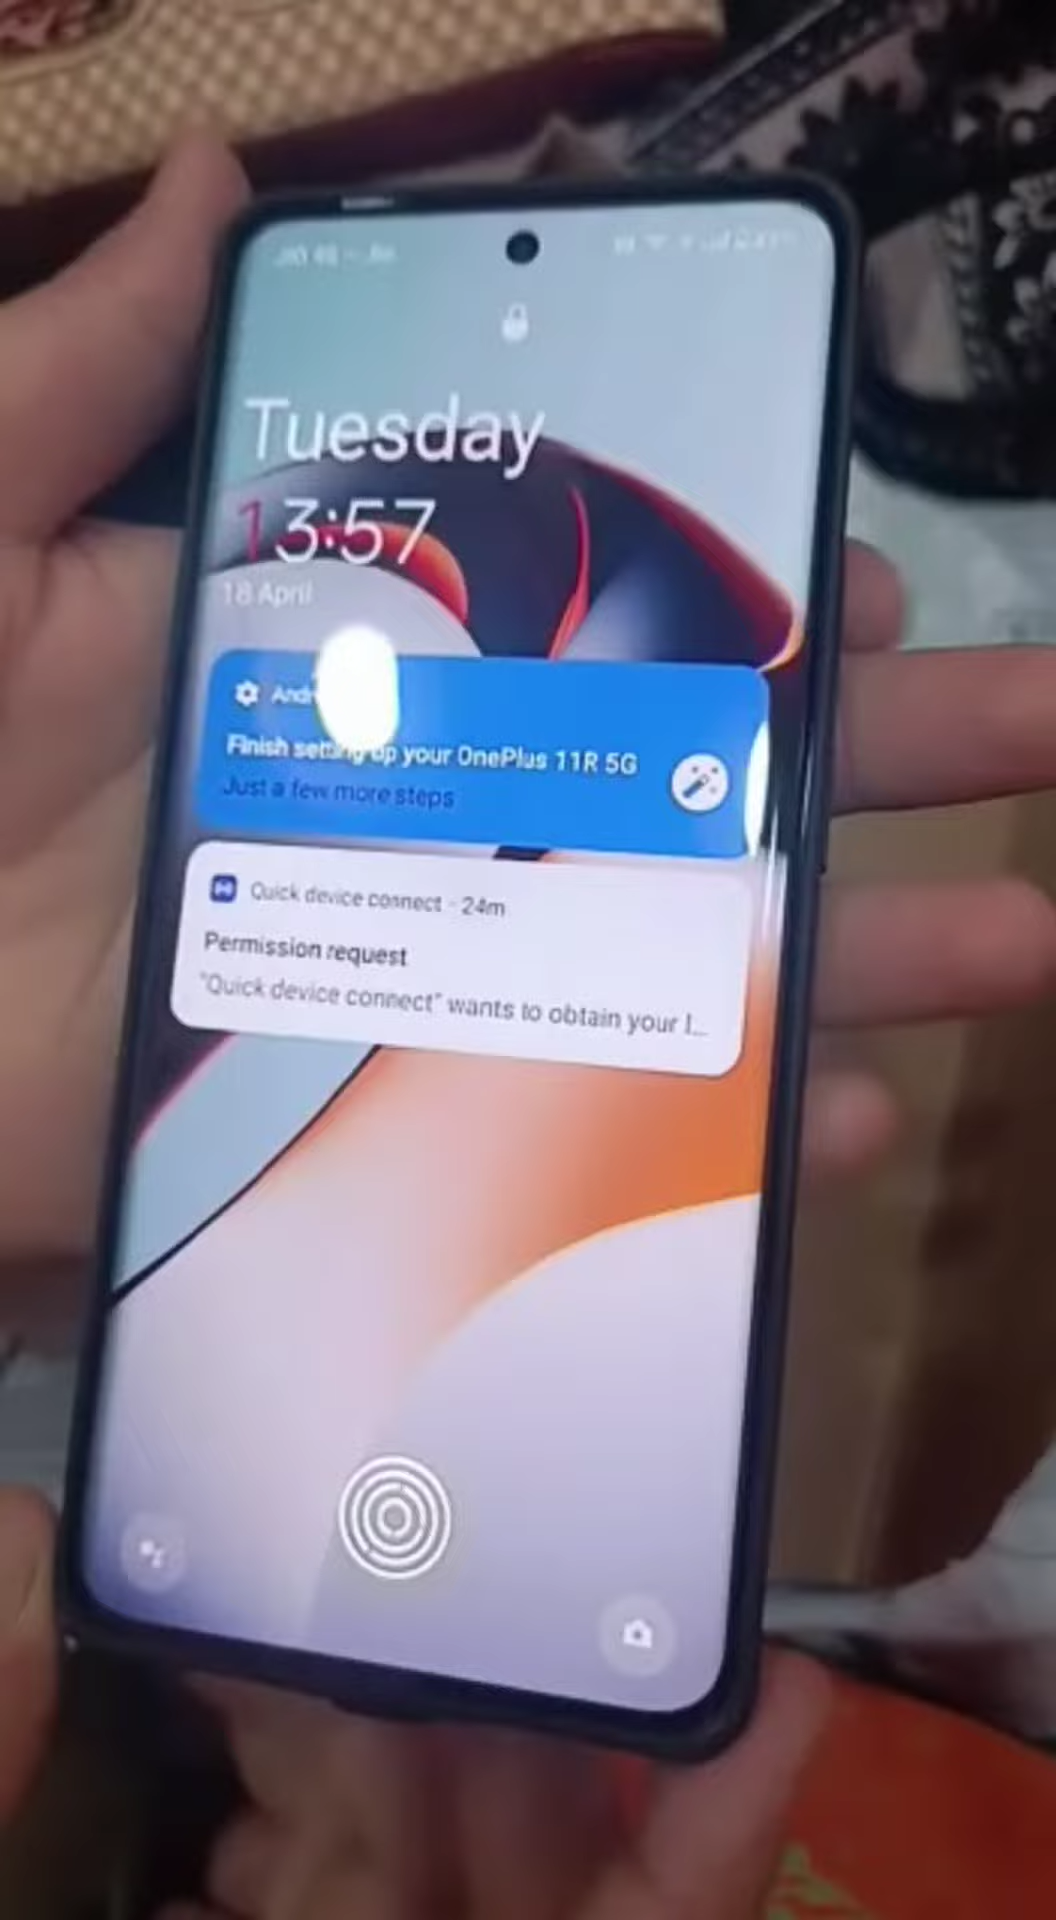 Tuesday
13:57
18 April
Finish setting up your OnePlus 11R 5G
Just a few more steps
Quick device connect · 24m
Permission request
"Quick device connect" wants to obtain your l...